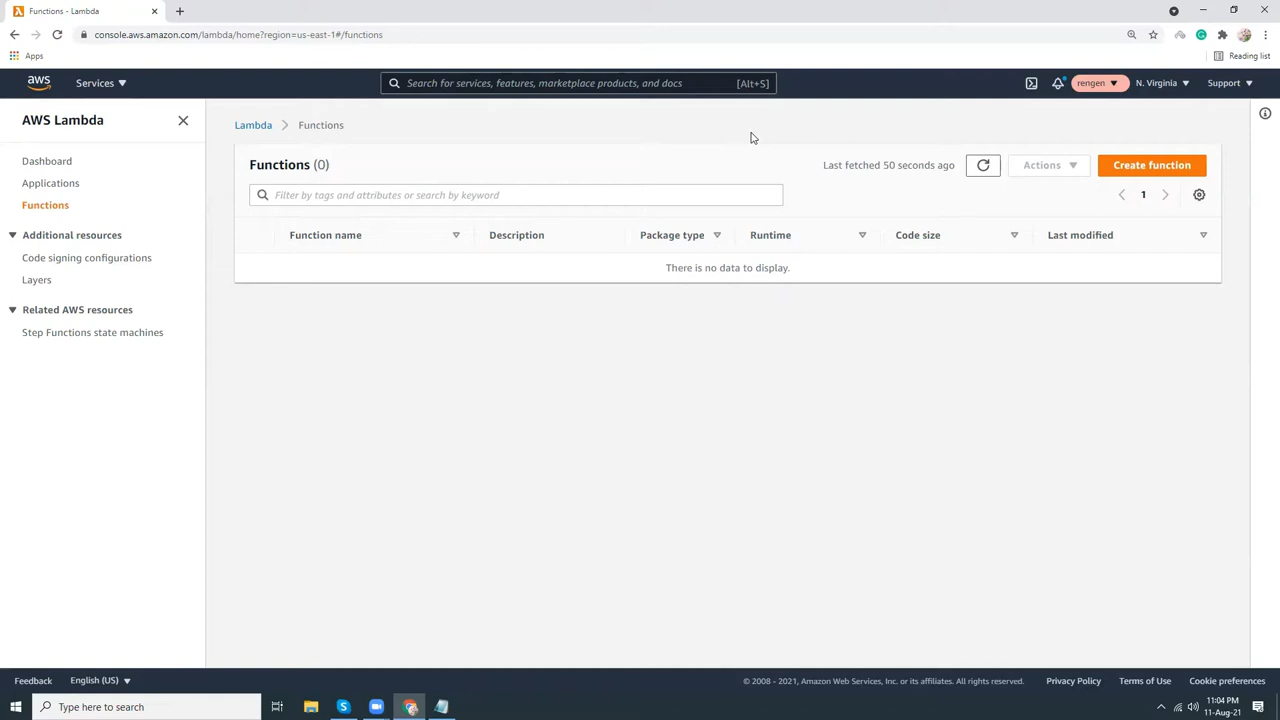 Functions - Lambda
console.aws.amazon.com/lambda/home?region=us-east-1#/functions
Apps
Reading list
aws
Services
Search for services, features, marketplace products, and docs
[Alt+S]
rengen
N. Virginia
Support
AWS Lambda
Dashboard
Applications
Functions
Additional resources
Code signing configurations
Layers
Related AWS resources
Step Functions state machines
Lambda
Functions
Functions (0)
Last fetched 50 seconds ago
Actions
Create function
Filter by tags and attributes or search by keyword
1
Function name
Description
Package type
Runtime
Code size
Last modified
There is no data to display.
Feedback
English (US)
© 2008 - 2021, Amazon Web Services, Inc. or its affiliates. All rights reserved.
Privacy Policy
Terms of Use
Cookie preferences
Type here to search
11:04 PM
11-Aug-21